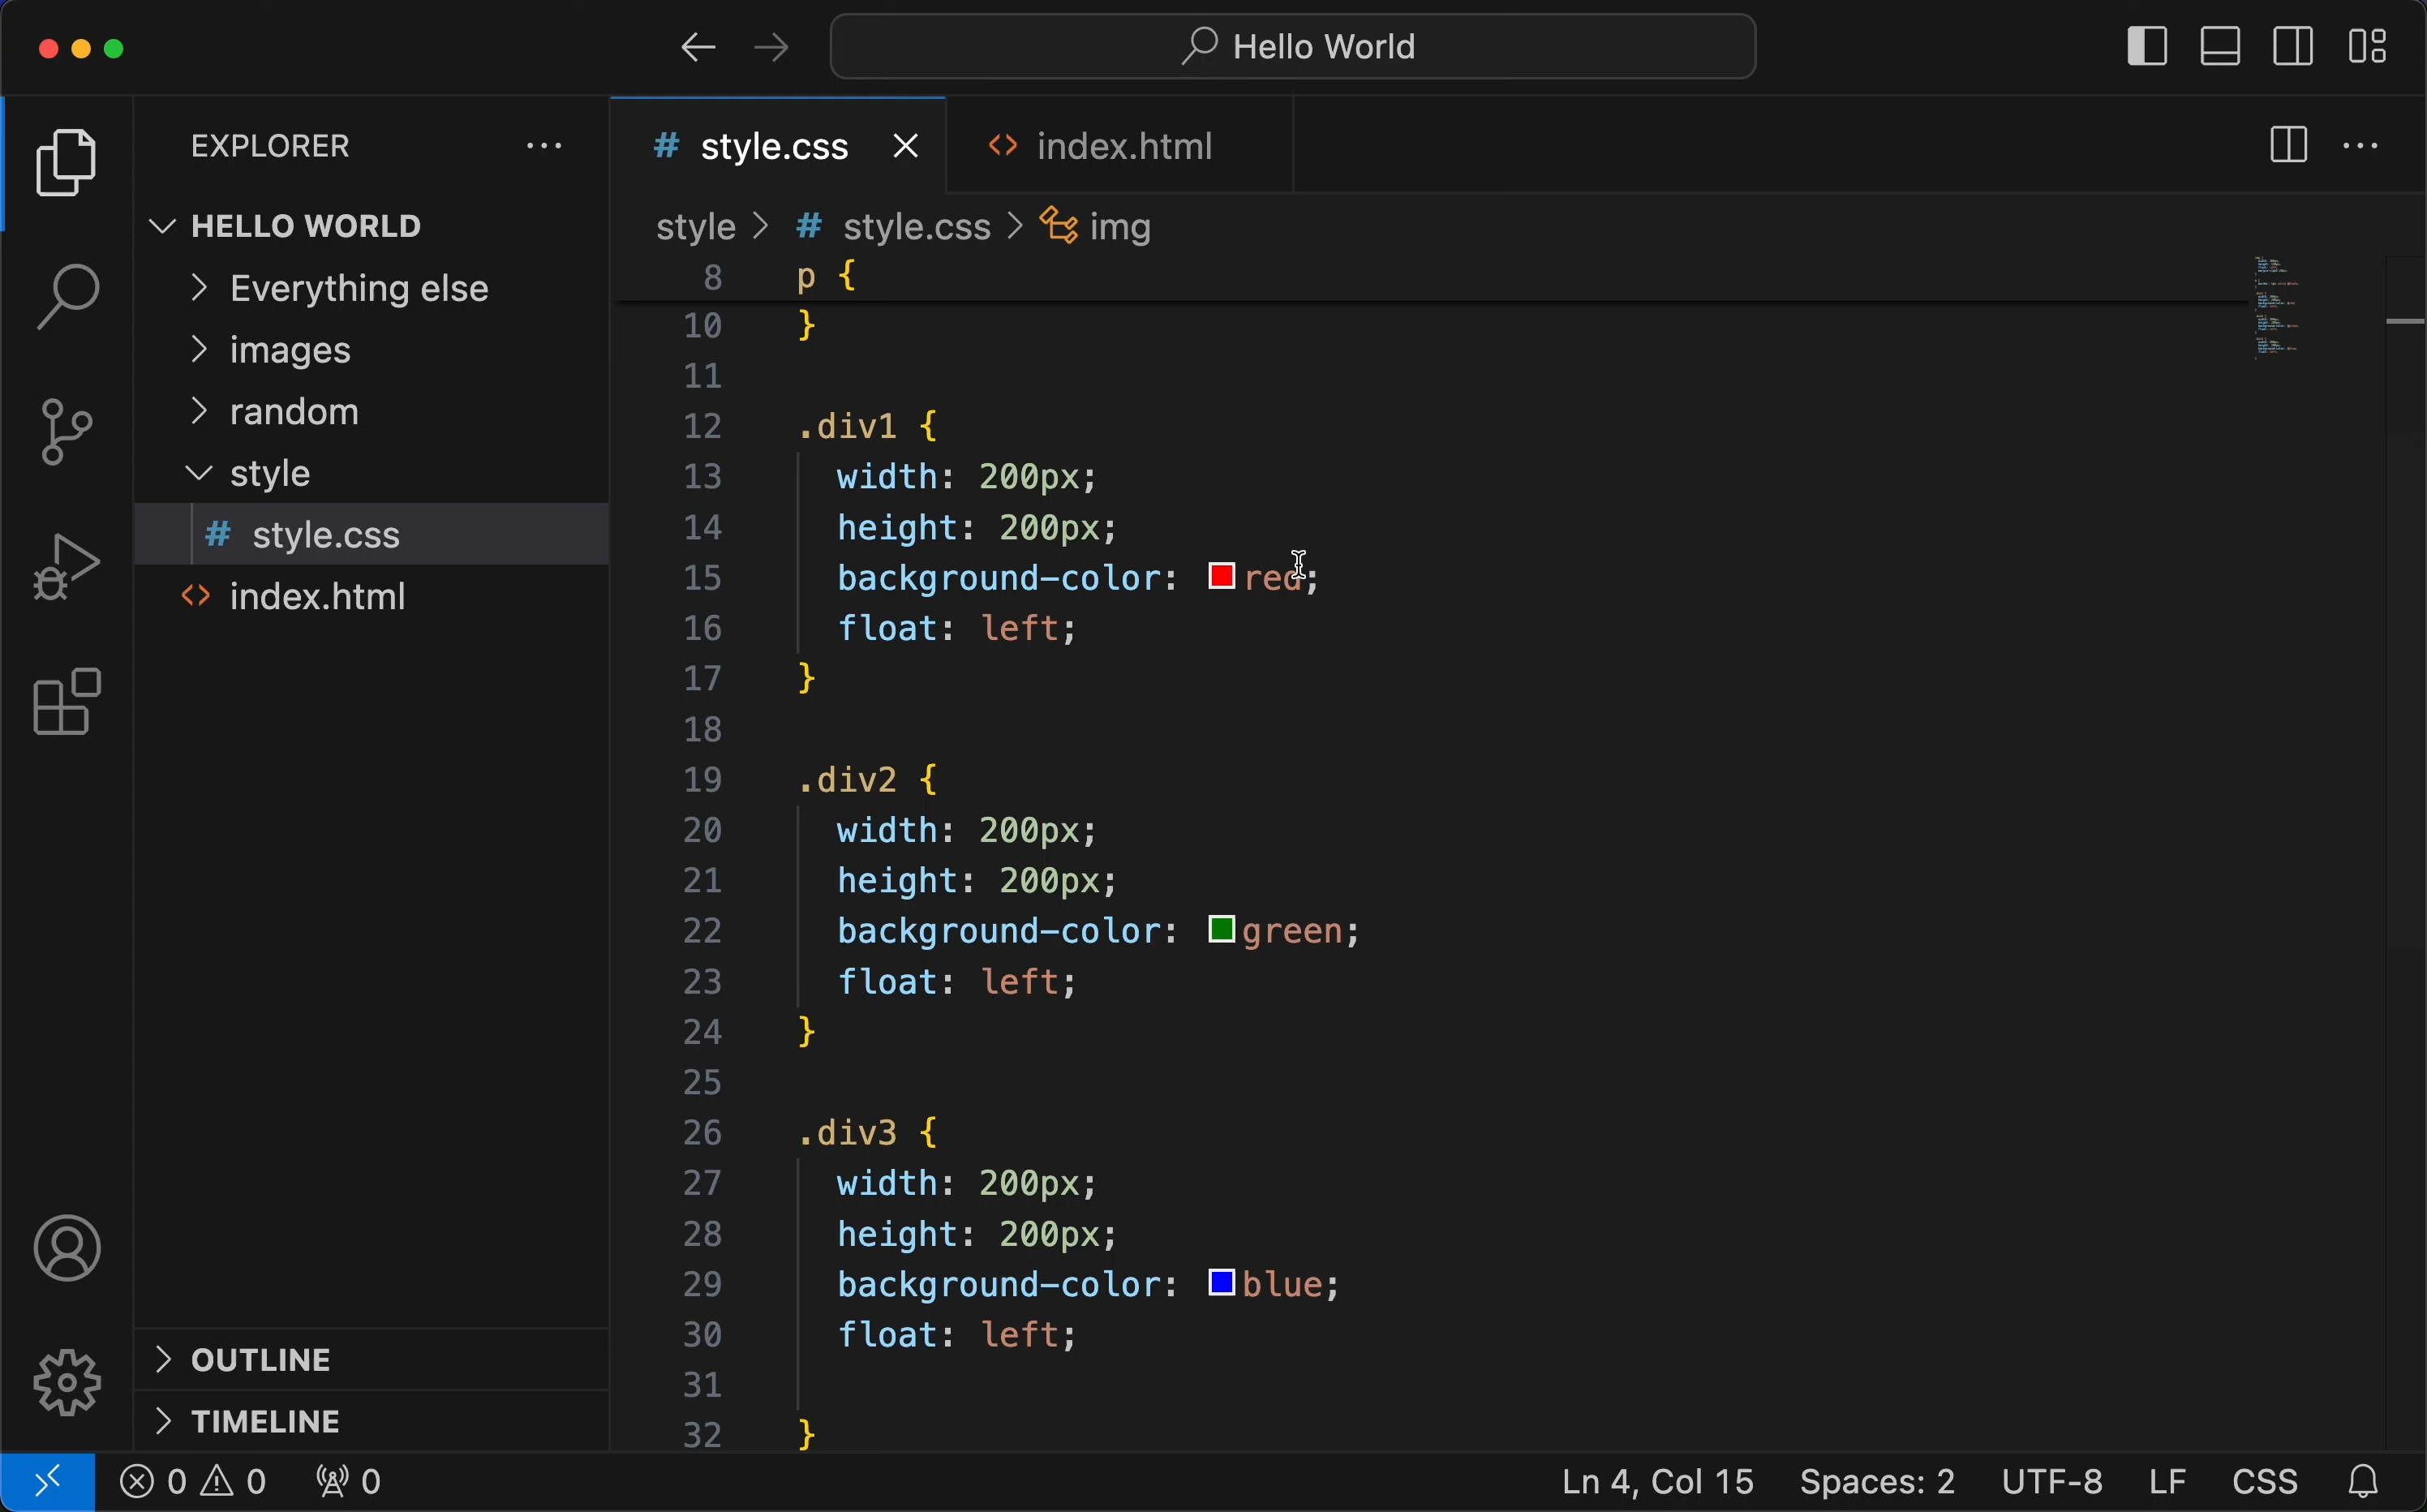 Hello World
EXPLORER
HELLO WORLD
Everything else
images
random
style
# style.css
<> index.html
OUTLINE
TIMELINE
# style.css
<> index.html
style > # style.css > img
8 p {
10 }
11
12 .div1 {
13 width: 200px;
14 height: 200px;
15 background-color: red;
16 float: left;
17 }
18
19 .div2 {
20 width: 200px;
21 height: 200px;
22 background-color: green;
23 float: left;
24 }
25
26 .div3 {
27 width: 200px;
28 height: 200px;
29 background-color: blue;
30 float: left;
31
32 }
0 0 0 Ln 4, Col 15 Spaces: 2 UTF-8 LF CSS